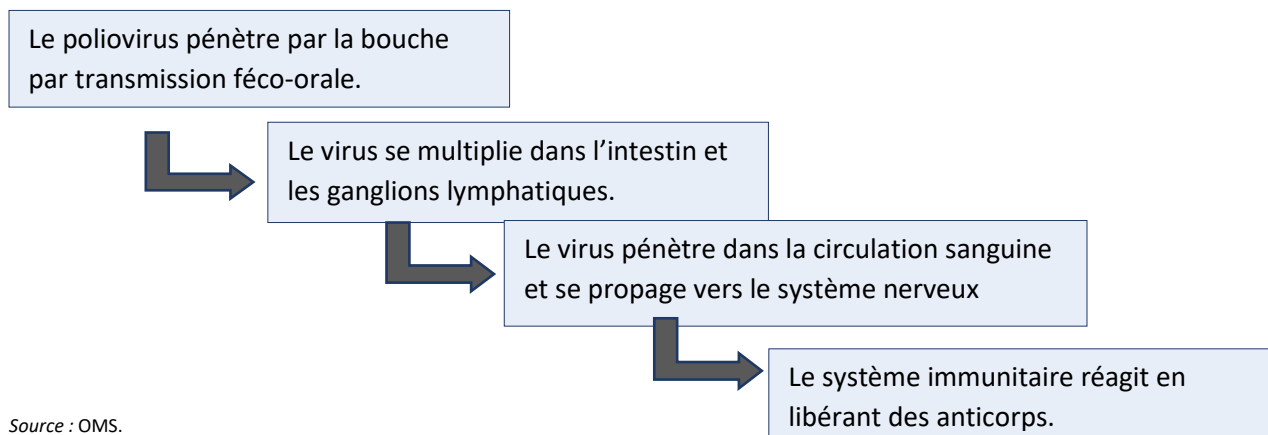 Le poliovirus pénètre par la bouche
par transmission féco-orale.
Le virus se multiplie dans l’intestin et
les ganglions lymphatiques.
Le virus pénètre dans la circulation sanguine
et se propage vers le système nerveux
Le système immunitaire réagit en
libérant des anticorps.
Source : OMS.